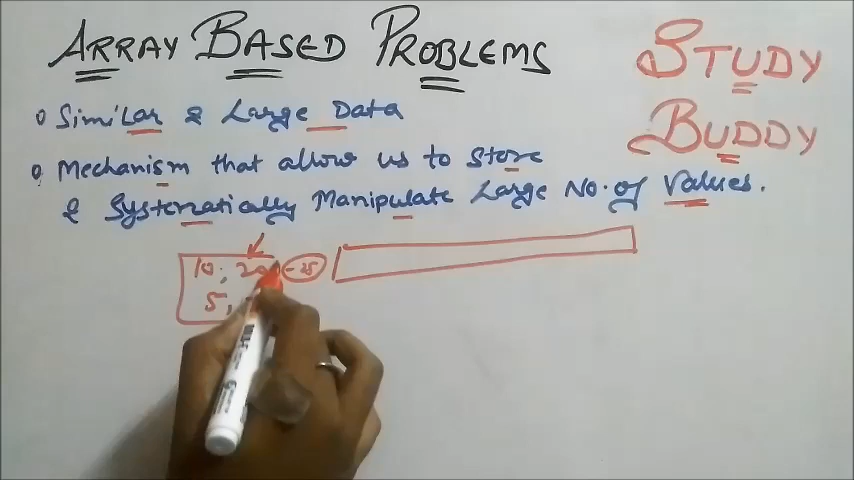 ARRAY BASED PROBLEMS
STUDY
BUDDY
Similar & Large Data
Mechanism that allow us to store
& Systematically Manipulate Large No. of Values.
10, 20, -25
5,